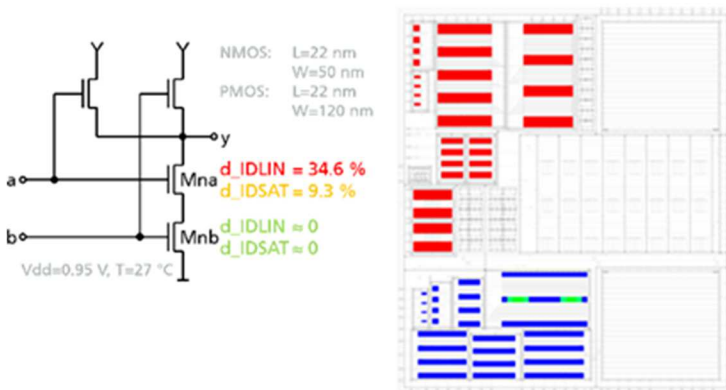 NMOS: L=22 nm
W=50 nm
PMOS: L=22 nm
W=120 nm
y
a
Mna
d_IDLIN = 34.6 %
d_IDSAT = 9.3 %
b
Mnb
d_IDLIN ≈ 0
d_IDSAT ≈ 0
Vdd=0.95 V, T=27 °C